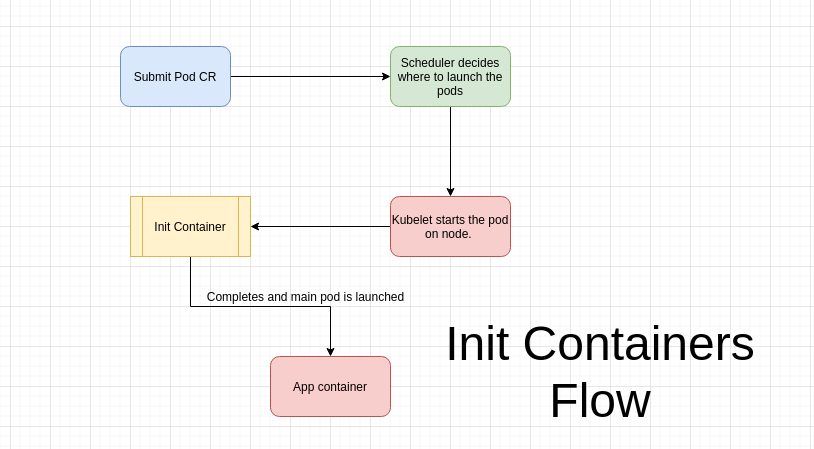 Submit Pod CR
Scheduler decides
where to launch the
pods
Init Container
Kubelet starts the pod
on node.
Completes and main pod is launched
App container
Init Containers
Flow